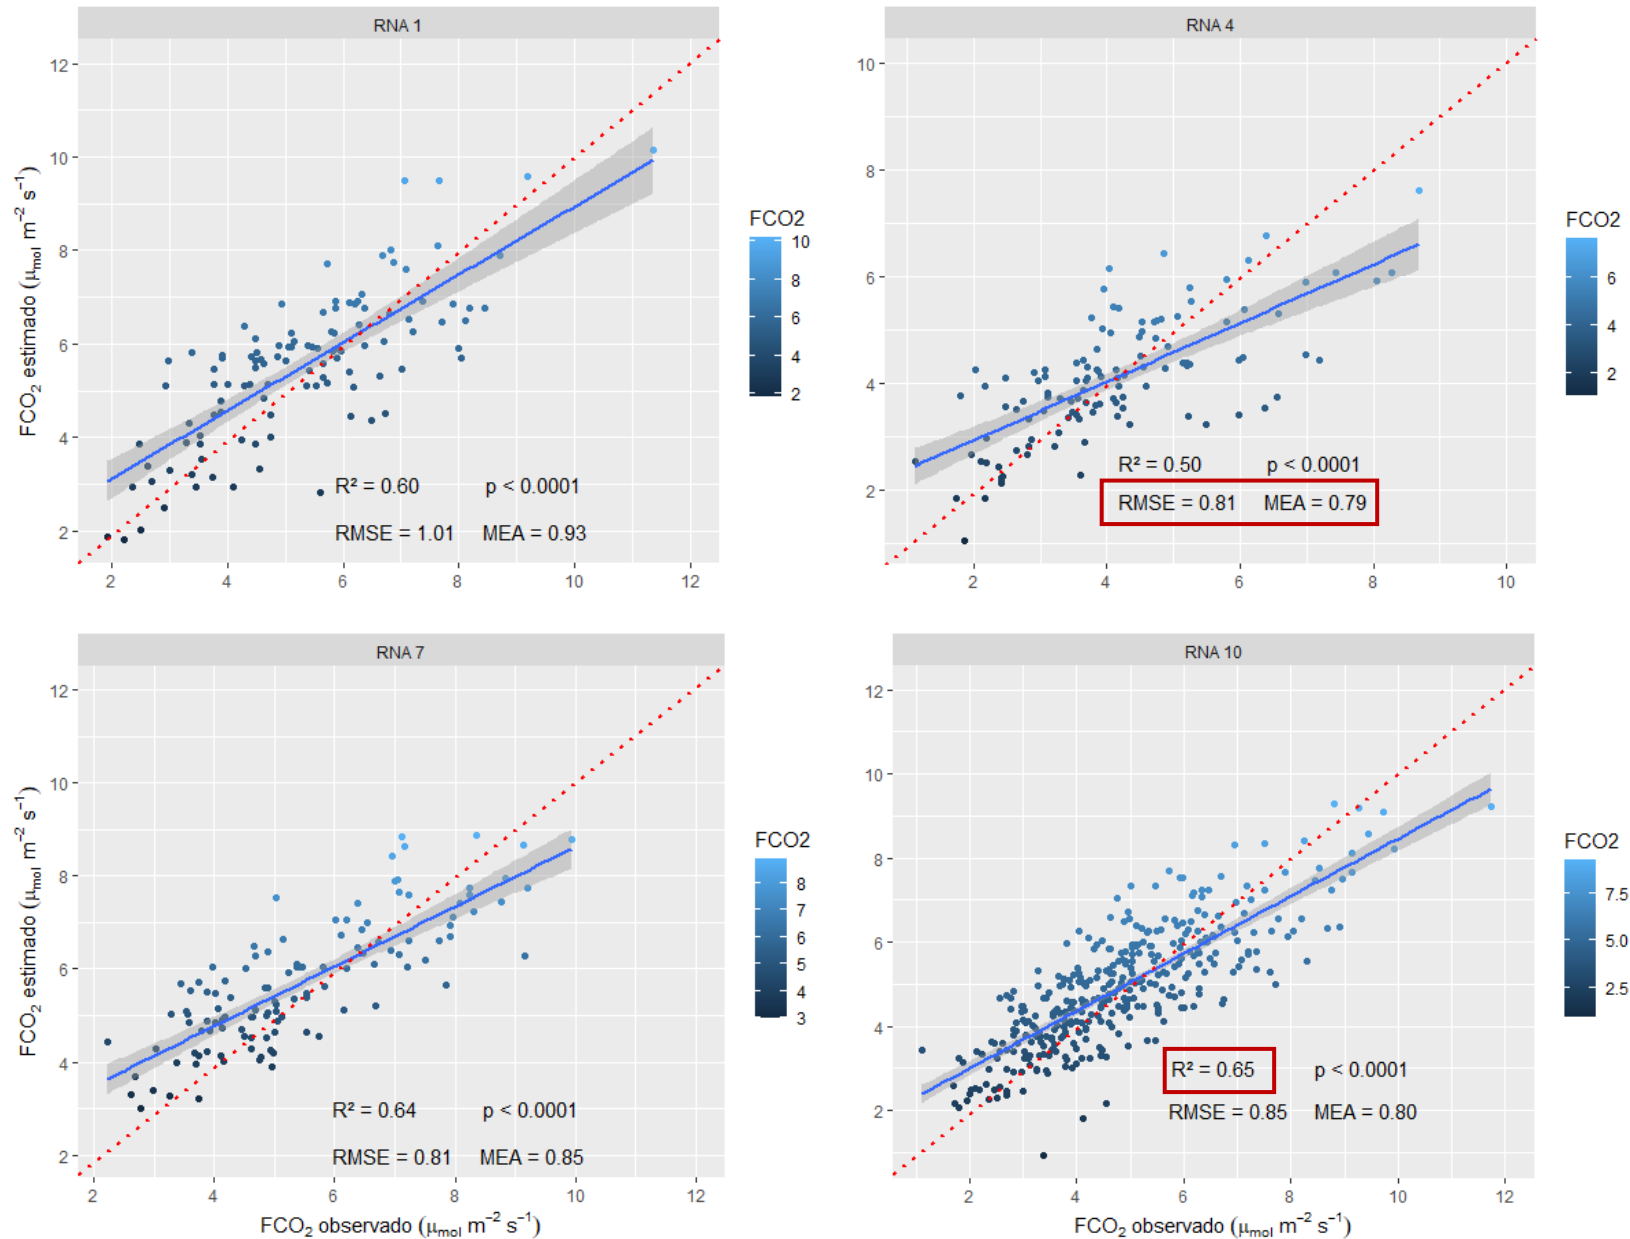 RNA 1
12
10
8
6
4
2
FCO₂ estimado (μmol m⁻² s⁻¹)
R² = 0.60 p < 0.0001
RMSE = 1.01 MEA = 0.93
2 4 6 8 10 12
FCO2
10
8
6
4
2
RNA 4
10
8
6
4
2
R² = 0.50 p < 0.0001
RMSE = 0.81 MEA = 0.79
2 4 6 8 10
FCO2
6
4
2
RNA 7
12
10
8
6
4
2
FCO₂ estimado (μmol m⁻² s⁻¹)
R² = 0.64 p < 0.0001
RMSE = 0.81 MEA = 0.85
2 4 6 8 10 12
FCO₂ observado (μmol m⁻² s⁻¹)
FCO2
8
7
6
5
4
3
RNA 10
12
10
8
6
4
2
R² = 0.65 p < 0.0001
RMSE = 0.85 MEA = 0.80
2 4 6 8 10 12
FCO₂ observado (μmol m⁻² s⁻¹)
FCO2
7.5
5.0
2.5